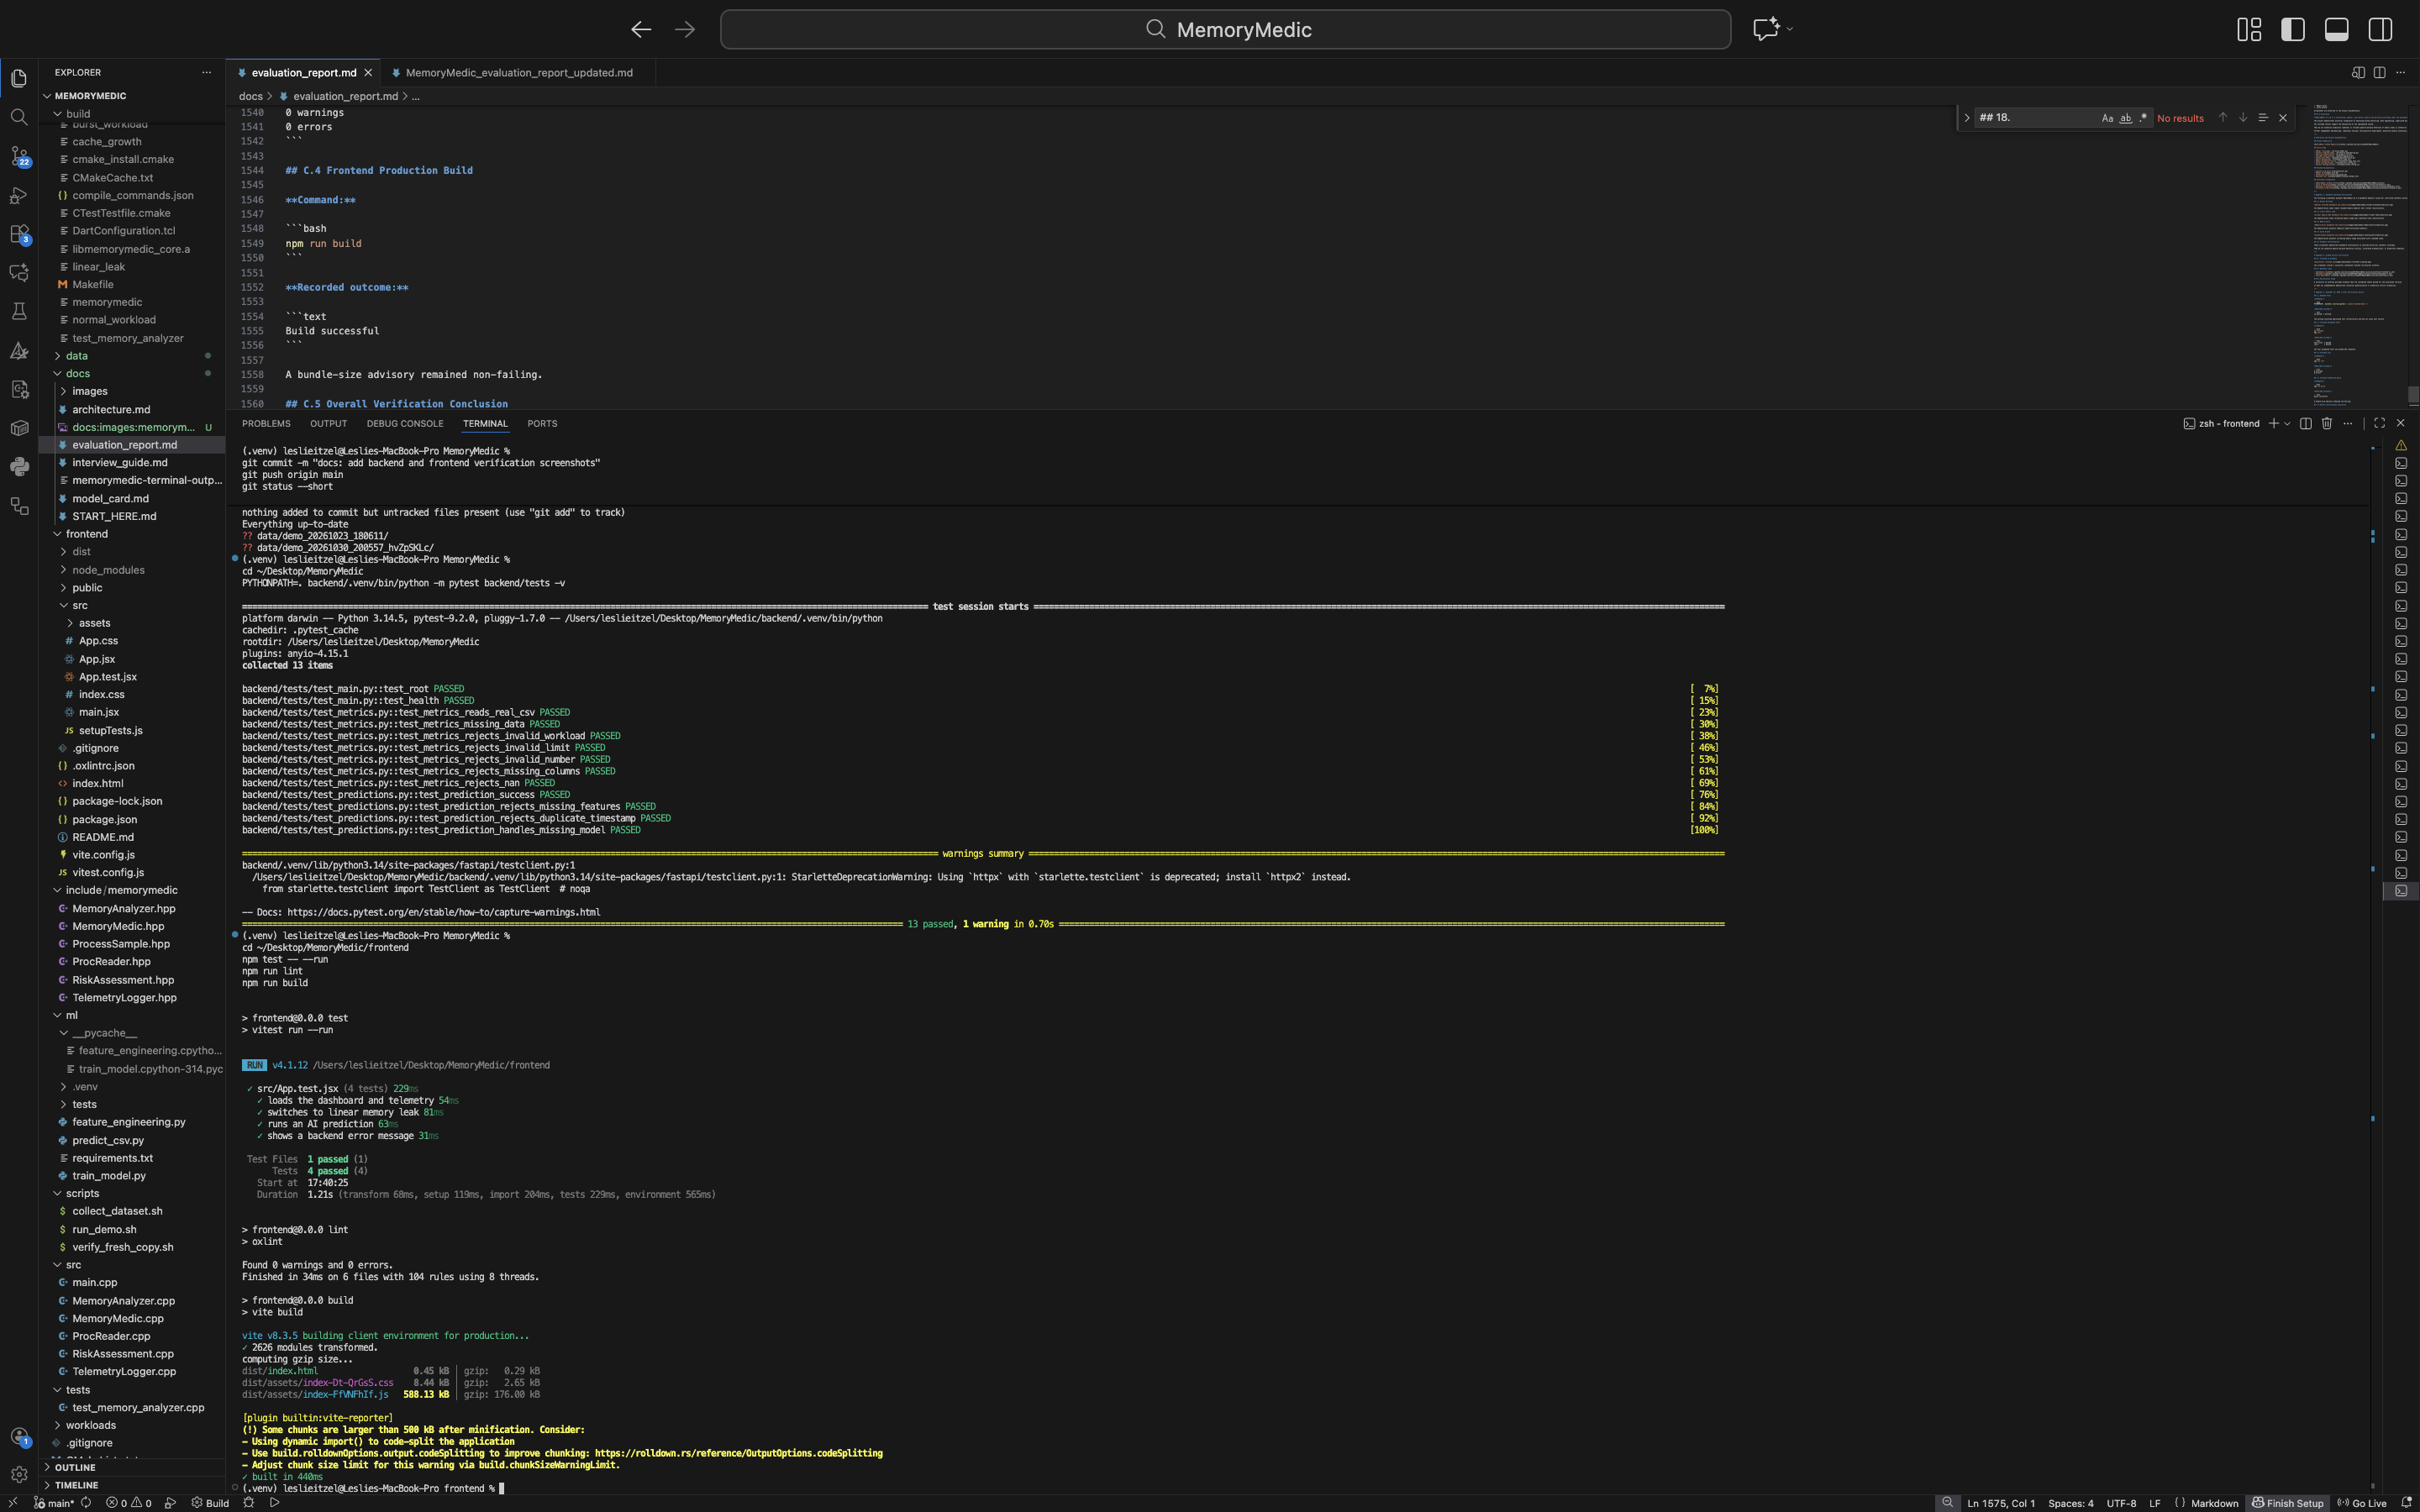 MemoryMedic
EXPLORER
MEMORYMEDIC
build
burst_workload
cache_growth
cmake_install.cmake
CMakeCache.txt
compile_commands.json
CTestTestfile.cmake
DartConfiguration.tcl
libmemorymedic_core.a
linear_leak
Makefile
memorymedic
normal_workload
test_memory_analyzer
data
docs
images
architecture.md
docs:images:memorym... U
evaluation_report.md
interview_guide.md
memorymedic-terminal-outp...
model_card.md
START_HERE.md
frontend
dist
node_modules
public
src
assets
App.css
App.jsx
App.test.jsx
index.css
main.jsx
setupTests.js
.gitignore
.oxlintrc.json
index.html
package-lock.json
package.json
README.md
vite.config.js
vitest.config.js
include/memorymedic
MemoryAnalyzer.hpp
MemoryMedic.hpp
ProcessSample.hpp
ProcReader.hpp
RiskAssessment.hpp
TelemetryLogger.hpp
ml
__pycache__
feature_engineering.cpytho...
train_model.cpython-314.pyc
.venv
tests
feature_engineering.py
predict_csv.py
requirements.txt
train_model.py
scripts
collect_dataset.sh
run_demo.sh
verify_fresh_copy.sh
src
main.cpp
MemoryAnalyzer.cpp
MemoryMedic.cpp
ProcReader.cpp
RiskAssessment.cpp
TelemetryLogger.cpp
tests
test_memory_analyzer.cpp
workloads
.gitignore
OUTLINE
TIMELINE
22
3
1
evaluation_report.md
MemoryMedic_evaluation_report_updated.md
docs > evaluation_report.md > ...
## 18.
Aa ab .* No results
1540 0 warnings
1541 0 errors
1542 ```
1543
1544 ## C.4 Frontend Production Build
1545
1546 **Command:**
1547
1548 ```bash
1549 npm run build
1550 ```
1551
1552 **Recorded outcome:**
1553
1554 ```text
1555 Build successful
1556 ```
1557
1558 A bundle-size advisory remained non-failing.
1559
1560 ## C.5 Overall Verification Conclusion
PROBLEMS OUTPUT DEBUG CONSOLE TERMINAL PORTS
zsh - frontend
(.venv) leslieitzel@Leslies-MacBook-Pro MemoryMedic %
git commit -m "docs: add backend and frontend verification screenshots"
git push origin main
git status --short
nothing added to commit but untracked files present (use "git add" to track)
Everything up-to-date
?? data/demo_20261023_180611/
?? data/demo_20261030_200557_hvZpSKLc/
(.venv) leslieitzel@Leslies-MacBook-Pro MemoryMedic %
cd ~/Desktop/MemoryMedic
PYTHONPATH=. backend/.venv/bin/python -m pytest backend/tests -v
test session starts
platform darwin -- Python 3.14.5, pytest-9.2.0, pluggy-1.7.0 -- /Users/leslieitzel/Desktop/MemoryMedic/backend/.venv/bin/python
cachedir: .pytest_cache
rootdir: /Users/leslieitzel/Desktop/MemoryMedic
plugins: anyio-4.15.1
collected 13 items
backend/tests/test_main.py::test_root PASSED [ 7%]
backend/tests/test_main.py::test_health PASSED [ 15%]
backend/tests/test_metrics.py::test_metrics_reads_real_csv PASSED [ 23%]
backend/tests/test_metrics.py::test_metrics_missing_data PASSED [ 30%]
backend/tests/test_metrics.py::test_metrics_rejects_invalid_workload PASSED [ 38%]
backend/tests/test_metrics.py::test_metrics_rejects_invalid_limit PASSED [ 46%]
backend/tests/test_metrics.py::test_metrics_rejects_invalid_number PASSED [ 53%]
backend/tests/test_metrics.py::test_metrics_rejects_missing_columns PASSED [ 61%]
backend/tests/test_metrics.py::test_metrics_rejects_nan PASSED [ 69%]
backend/tests/test_predictions.py::test_prediction_success PASSED [ 76%]
backend/tests/test_predictions.py::test_prediction_rejects_missing_features PASSED [ 84%]
backend/tests/test_predictions.py::test_prediction_rejects_duplicate_timestamp PASSED [ 92%]
backend/tests/test_predictions.py::test_prediction_handles_missing_model PASSED [100%]
warnings summary
backend/.venv/lib/python3.14/site-packages/fastapi/testclient.py:1
/Users/leslieitzel/Desktop/MemoryMedic/backend/.venv/lib/python3.14/site-packages/fastapi/testclient.py:1: StarletteDeprecationWarning: Using `httpx` with `starlette.testclient` is deprecated; install `httpx2` instead.
from starlette.testclient import TestClient as TestClient # noqa
-- Docs: https://docs.pytest.org/en/stable/how-to/capture-warnings.html
13 passed, 1 warning in 0.70s
(.venv) leslieitzel@Leslies-MacBook-Pro MemoryMedic %
cd ~/Desktop/MemoryMedic/frontend
npm test -- --run
npm run lint
npm run build
> frontend@0.0.0 test
> vitest run --run
RUN v4.1.12 /Users/leslieitzel/Desktop/MemoryMedic/frontend
✓ src/App.test.jsx (4 tests) 229ms
✓ loads the dashboard and telemetry 54ms
✓ switches to linear memory leak 81ms
✓ runs an AI prediction 63ms
✓ shows a backend error message 31ms
Test Files 1 passed (1)
Tests 4 passed (4)
Start at 17:40:25
Duration 1.21s (transform 68ms, setup 119ms, import 204ms, tests 229ms, environment 565ms)
> frontend@0.0.0 lint
> oxlint
Found 0 warnings and 0 errors.
Finished in 34ms on 6 files with 104 rules using 8 threads.
> frontend@0.0.0 build
> vite build
vite v8.3.5 building client environment for production...
✓ 2626 modules transformed.
computing gzip size...
dist/index.html 0.45 kB │ gzip: 0.29 kB
dist/assets/index-Dt-QrGsS.css 8.44 kB │ gzip: 2.65 kB
dist/assets/index-FfVNFhIf.js 588.13 kB │ gzip: 176.00 kB
[plugin builtin:vite-reporter]
(!) Some chunks are larger than 500 kB after minification. Consider:
- Using dynamic import() to code-split the application
- Use build.rolldownOptions.output.codeSplitting to improve chunking: https://rolldown.rs/reference/OutputOptions.codeSplitting
- Adjust chunk size limit for this warning via build.chunkSizeWarningLimit.
✓ built in 440ms
(.venv) leslieitzel@Leslies-MacBook-Pro frontend %
main* 0 0 Build
Ln 1575, Col 1 Spaces: 4 UTF-8 LF Markdown Finish Setup Go Live